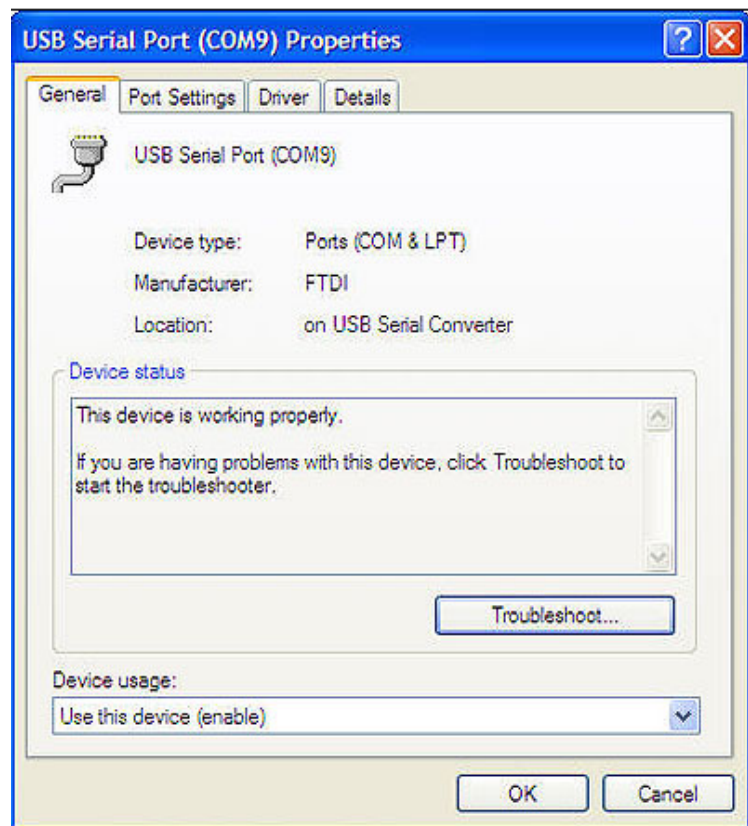 USB Serial Port (COM9) Properties
General Port Settings Driver Details
USB Serial Port (COM9)
Device type: Ports (COM & LPT)
Manufacturer: FTDI
Location: on USB Serial Converter
Device status
This device is working properly.
If you are having problems with this device, click Troubleshoot to
start the troubleshooter.
Troubleshoot...
Device usage:
Use this device (enable)
OK Cancel